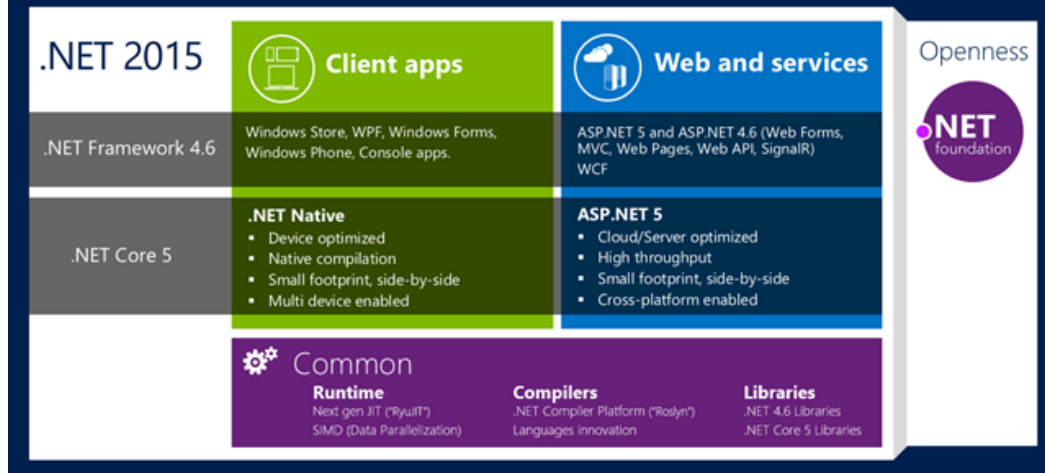 .NET 2015
Client apps
Web and services
Openness
.NET
foundation
.NET Framework 4.6
Windows Store, WPF, Windows Forms,
Windows Phone, Console apps.
ASP.NET 5 and ASP.NET 4.6 (Web Forms,
MVC, Web Pages, Web API, SignalR)
WCF
.NET Core 5
.NET Native
▪ Device optimized
▪ Native compilation
▪ Small footprint, side-by-side
▪ Multi device enabled
ASP.NET 5
▪ Cloud/Server optimized
▪ High throughput
▪ Small footprint, side-by-side
▪ Cross-platform enabled
Common
Runtime
Next gen JIT ("RyuJIT")
SIMD (Data Parallelization)
Compilers
.NET Compiler Platform ("Roslyn")
Languages innovation
Libraries
.NET 4.6 Libraries
.NET Core 5 Libraries